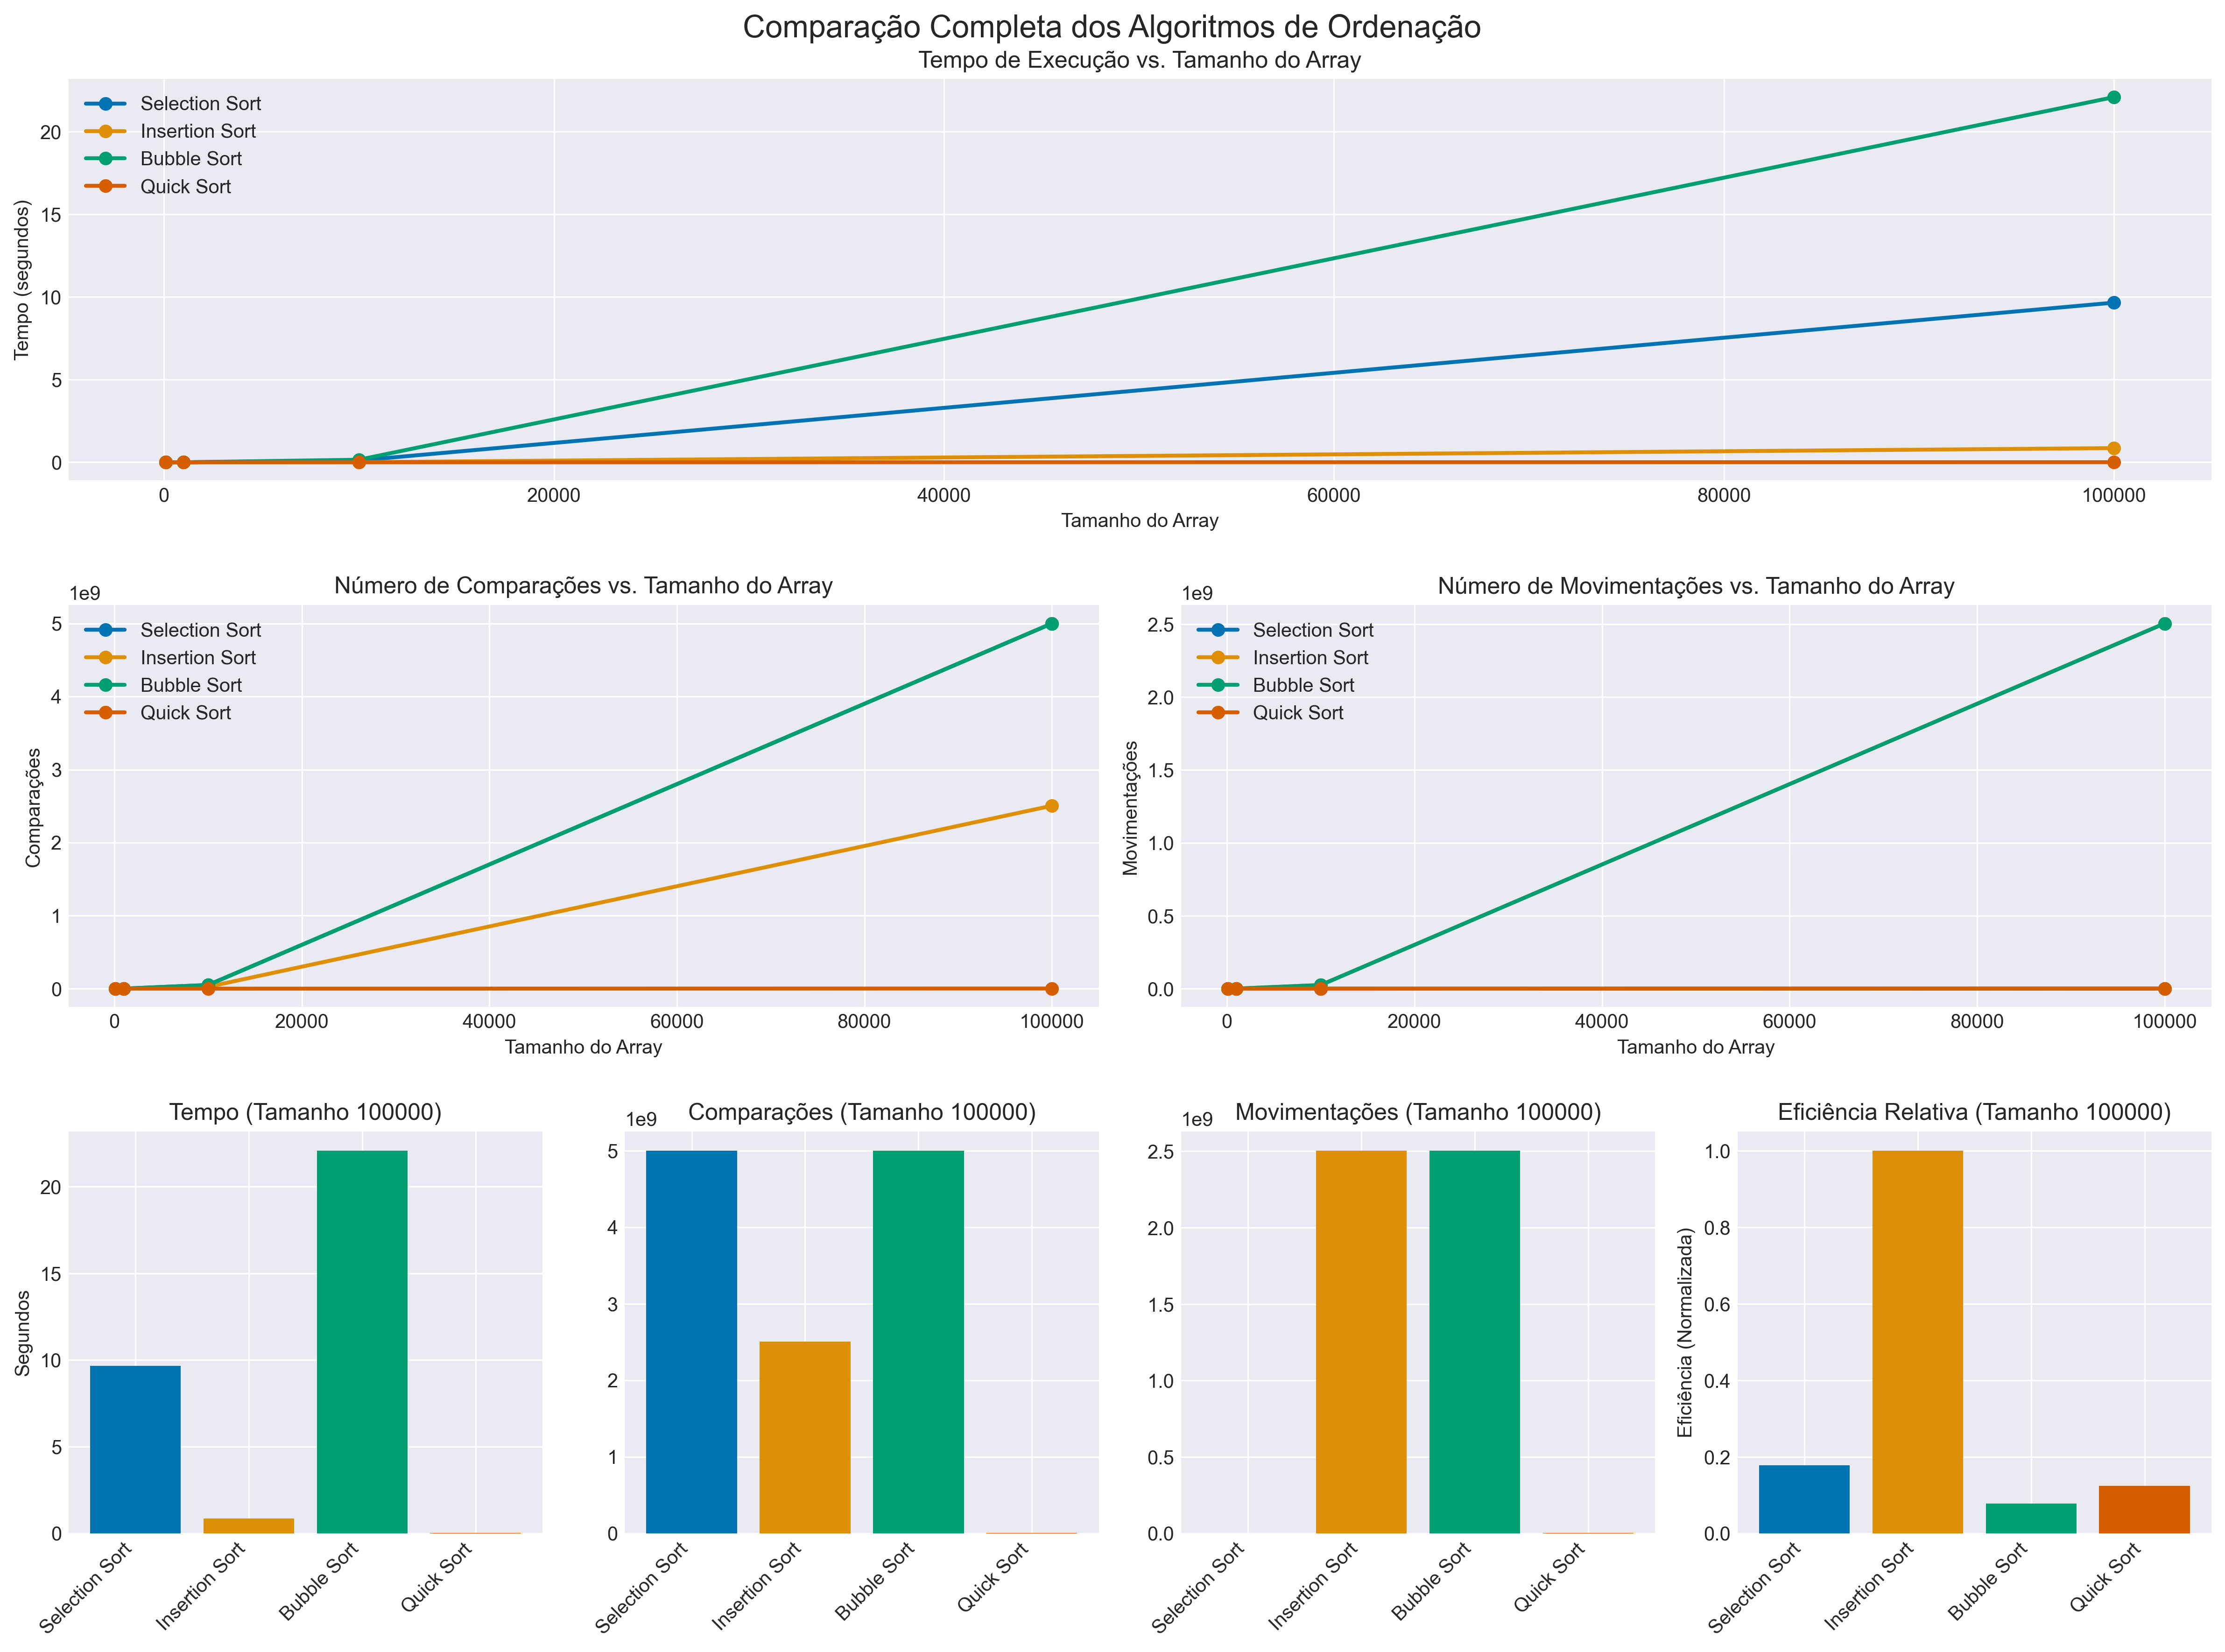 Comparação Completa dos Algoritmos de Ordenação
Tempo de Execução vs. Tamanho do Array
Selection Sort
Insertion Sort
Bubble Sort
Quick Sort
Tempo (segundos)
20
15
10
5
0
0 20000 40000 60000 80000 100000
Tamanho do Array
Número de Comparações vs. Tamanho do Array
1e9
Selection Sort
Insertion Sort
Bubble Sort
Quick Sort
Comparações
5
4
3
2
1
0
0 20000 40000 60000 80000 100000
Tamanho do Array
Número de Movimentações vs. Tamanho do Array
1e9
Selection Sort
Insertion Sort
Bubble Sort
Quick Sort
Movimentações
2.5
2.0
1.5
1.0
0.5
0.0
0 20000 40000 60000 80000 100000
Tamanho do Array
Tempo (Tamanho 100000)
Segundos
20
15
10
5
0
Selection Sort
Insertion Sort
Bubble Sort
Quick Sort
Comparações (Tamanho 100000)
1e9
5
4
3
2
1
0
Selection Sort
Insertion Sort
Bubble Sort
Quick Sort
Movimentações (Tamanho 100000)
1e9
2.5
2.0
1.5
1.0
0.5
0.0
Selection Sort
Insertion Sort
Bubble Sort
Quick Sort
Eficiência Relativa (Tamanho 100000)
Eficiência (Normalizada)
1.0
0.8
0.6
0.4
0.2
0.0
Selection Sort
Insertion Sort
Bubble Sort
Quick Sort